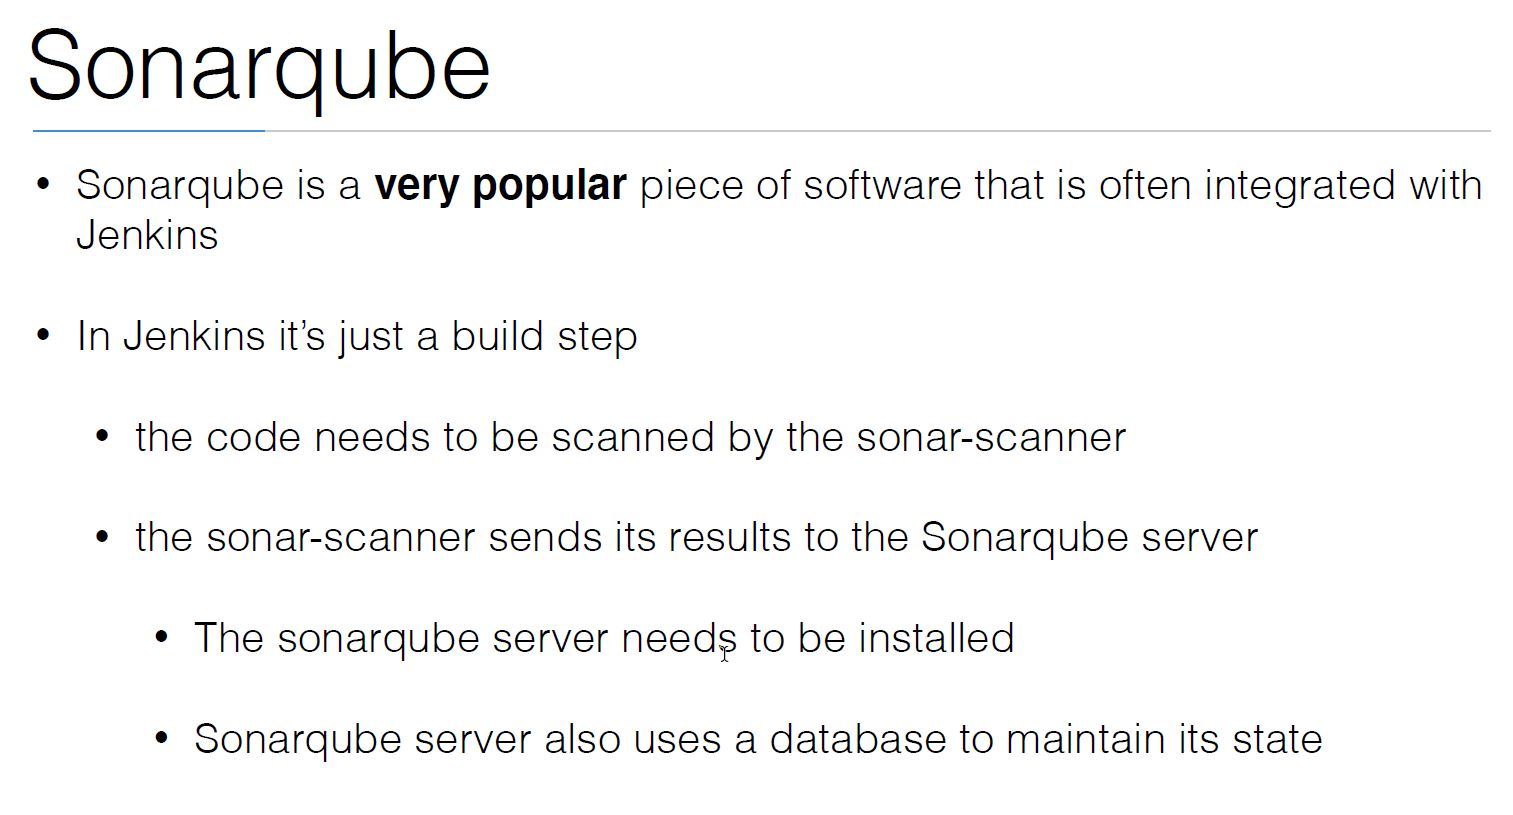 Sonarqube
• Sonarqube is a very popular piece of software that is often integrated with
Jenkins
• In Jenkins it’s just a build step
• the code needs to be scanned by the sonar-scanner
• the sonar-scanner sends its results to the Sonarqube server
• The sonarqube server needs to be installed
• Sonarqube server also uses a database to maintain its state